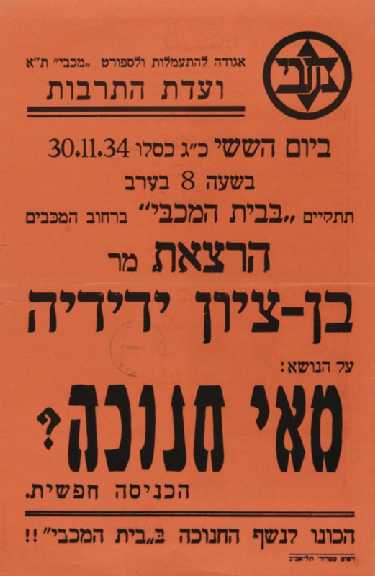 מכבי
אגודה להתעמלות ולספורט „מכבי" ת"א
ועדת התרבות
ביום הששי כ"ג כסלו 30.11.34
בשעה 8 בערב
תתקיים „בבית המכבי" ברחוב המכבים
הרצאת מר
בן-ציון ידידיה
על הנושא:
מאי חנוכה?
הכניסה חפשית.
הכונו לנשף החנוכה ב„בית המכבי"!!